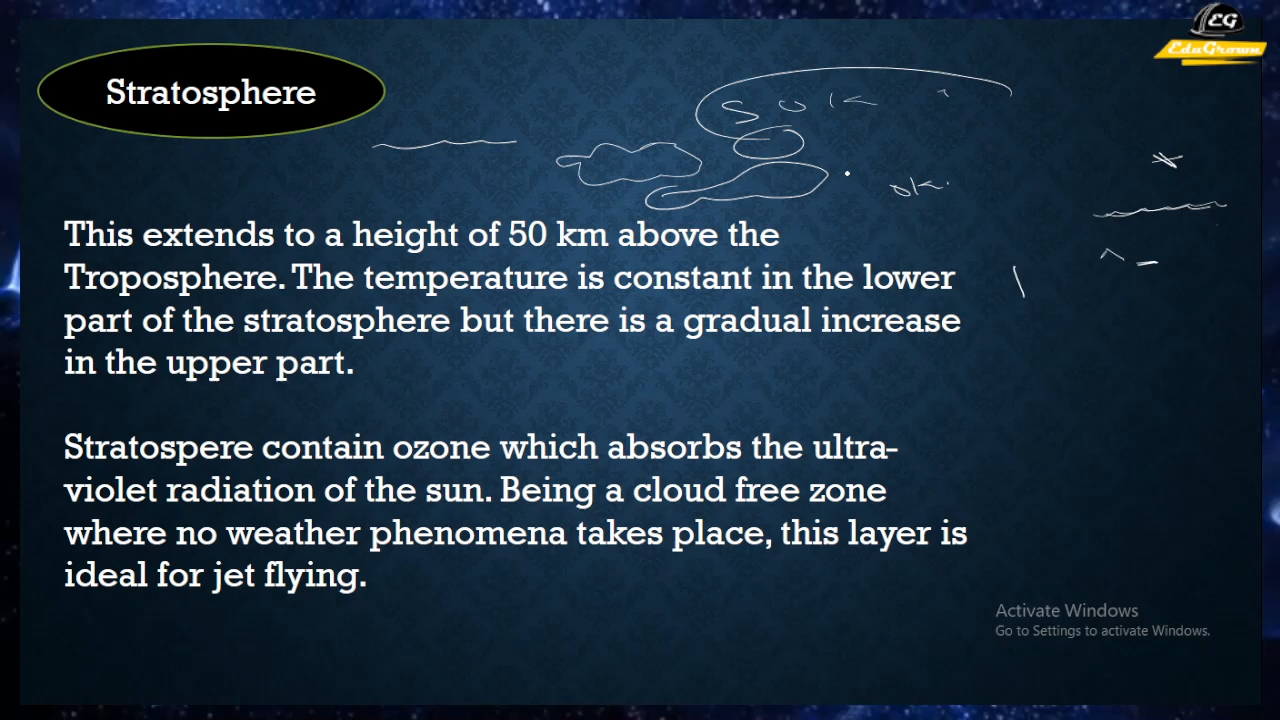 EG
EduGrown
Stratosphere
ok.
This extends to a height of 50 km above the
Troposphere. The temperature is constant in the lower
part of the stratosphere but there is a gradual increase
in the upper part.
Stratospere contain ozone which absorbs the ultra-
violet radiation of the sun. Being a cloud free zone
where no weather phenomena takes place, this layer is
ideal for jet flying.
Activate Windows
Go to Settings to activate Windows.